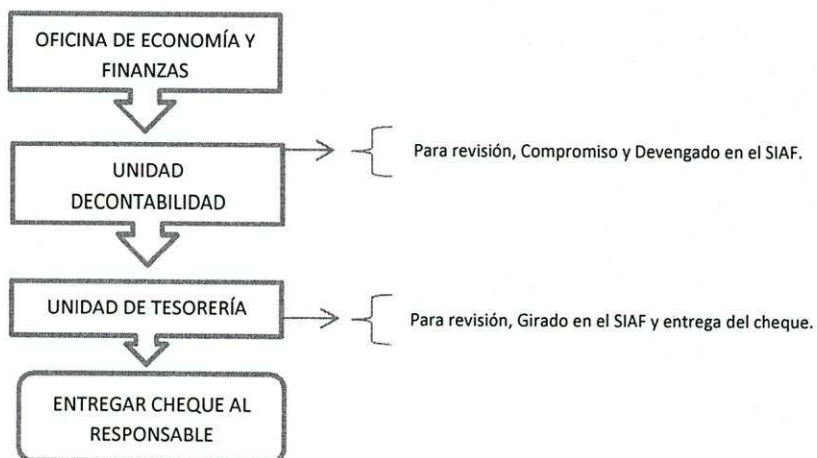 OFICINA DE ECONOMÍA Y
FINANZAS
UNIDAD
DECONTABILIDAD
Para revisión, Compromiso y Devengado en el SIAF.
UNIDAD DE TESORERÍA
Para revisión, Girado en el SIAF y entrega del cheque.
ENTREGAR CHEQUE AL
RESPONSABLE